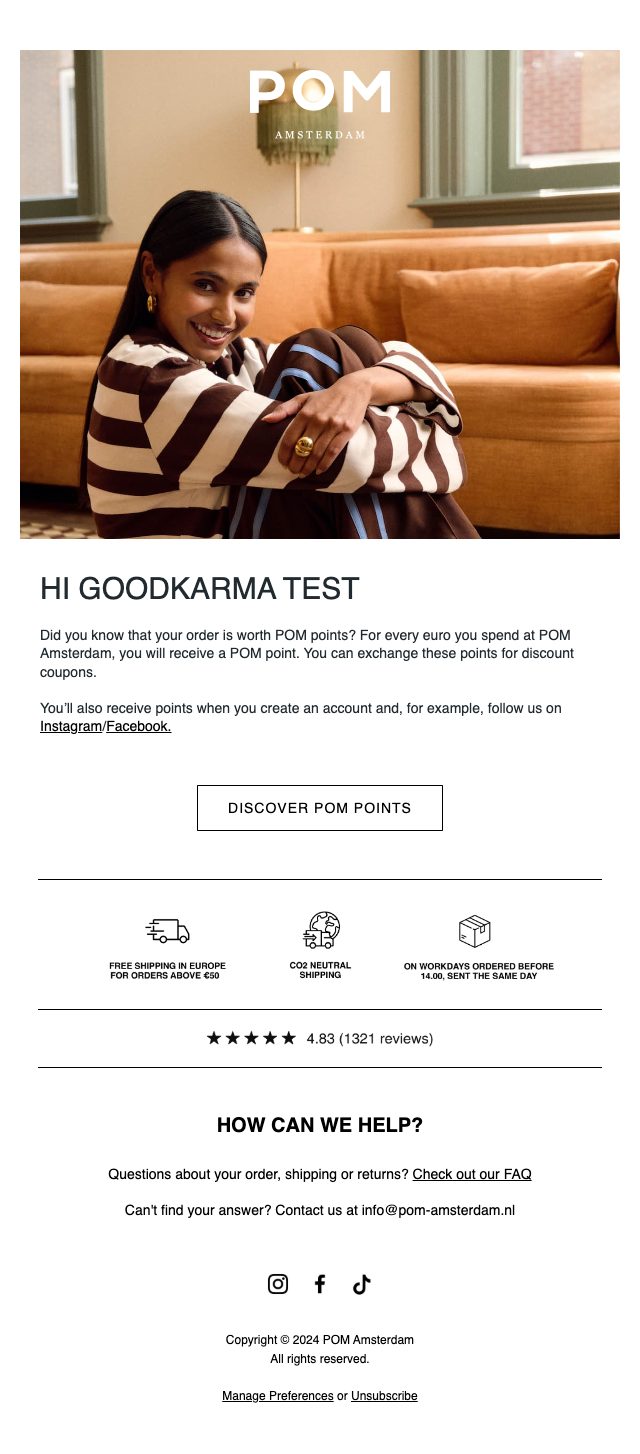 POM
AMSTERDAM
HI GOODKARMA TEST
Did you know that your order is worth POM points? For every euro you spend at POM
Amsterdam, you will receive a POM point. You can exchange these points for discount
coupons.
You’ll also receive points when you create an account and, for example, follow us on
Instagram/Facebook.
DISCOVER POM POINTS
FREE SHIPPING IN EUROPE
FOR ORDERS ABOVE €50
CO2 NEUTRAL
SHIPPING
ON WORKDAYS ORDERED BEFORE
14.00, SENT THE SAME DAY
★★★★★ 4.83 (1321 reviews)
HOW CAN WE HELP?
Questions about your order, shipping or returns? Check out our FAQ
Can't find your answer? Contact us at info@pom-amsterdam.nl
Copyright © 2024 POM Amsterdam
All rights reserved.
Manage Preferences or Unsubscribe